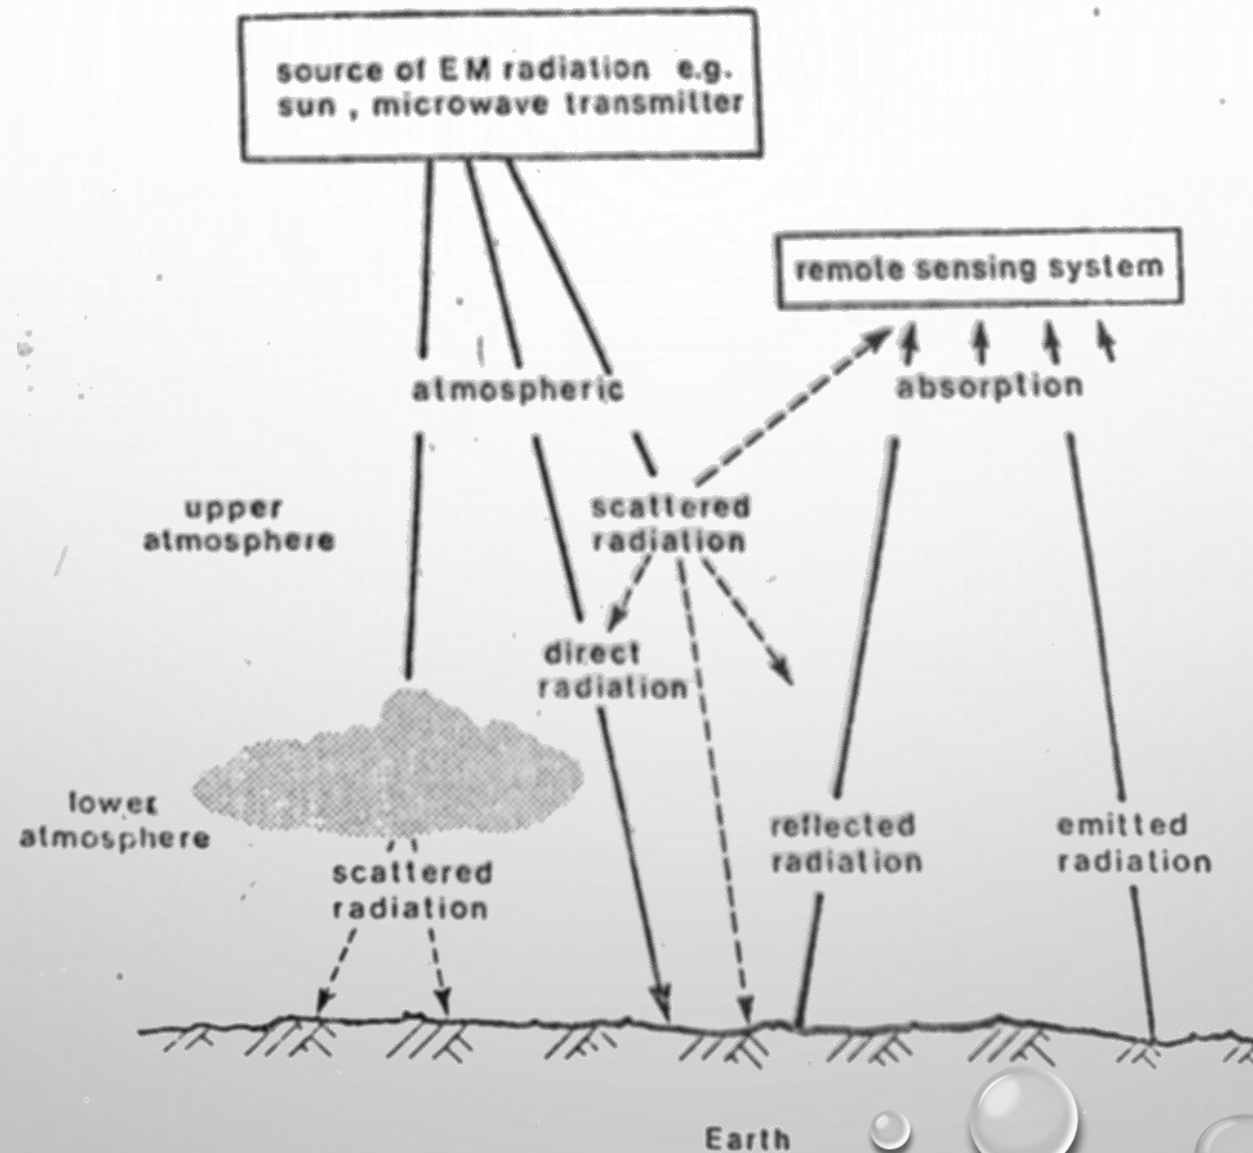 source of EM radiation e.g.
sun , microwave transmitter
remote sensing system
atmospheric
absorption
upper
atmosphere
scattered
radiation
direct
radiation
lower
atmosphere
scattered
radiation
reflected
radiation
emitted
radiation
Earth